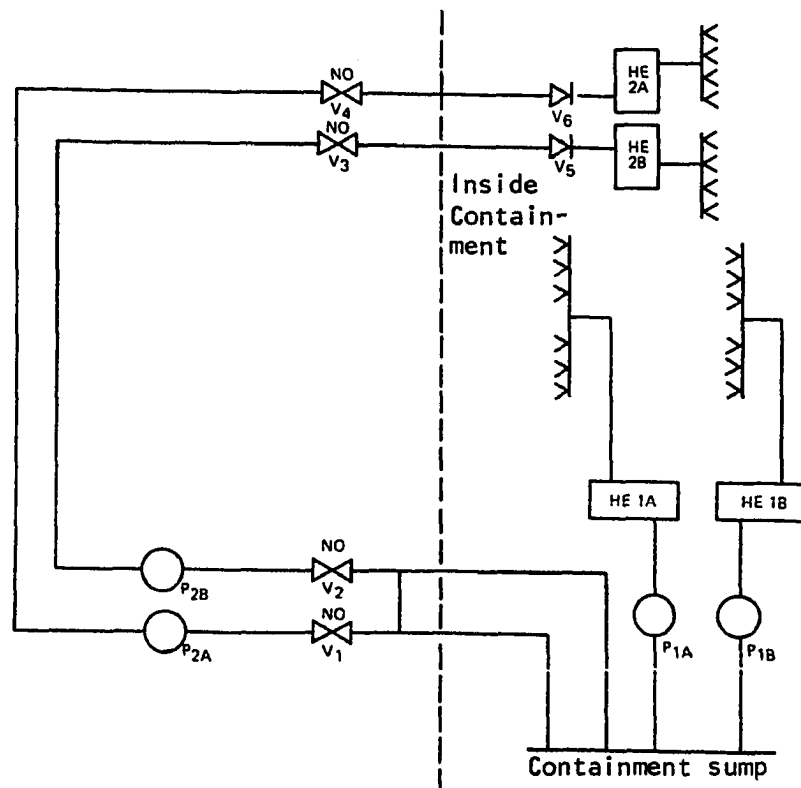 NO
V4
NO
V3
V6
V5
HE
2A
HE
2B
Inside
Contain-
ment
HE 1A
HE 1B
NO
V2
P2B
NO
V1
P2A
P1A
P1B
Containment sump